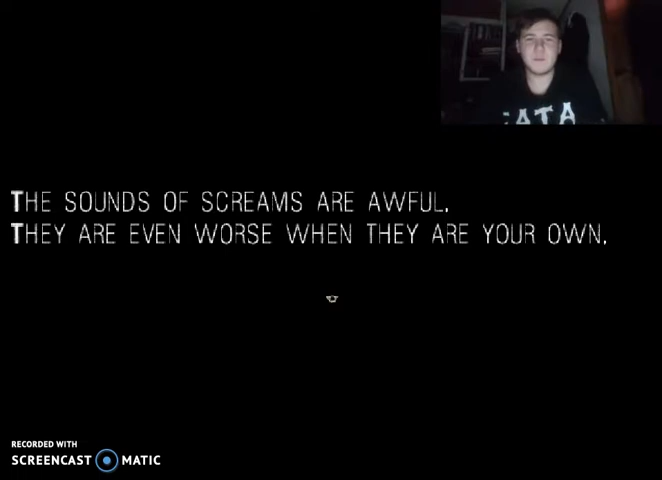 THE SOUNDS OF SCREAMS ARE AWFUL.
THEY ARE EVEN WORSE WHEN THEY ARE YOUR OWN.
RECORDED WITH
SCREENCAST MATIC